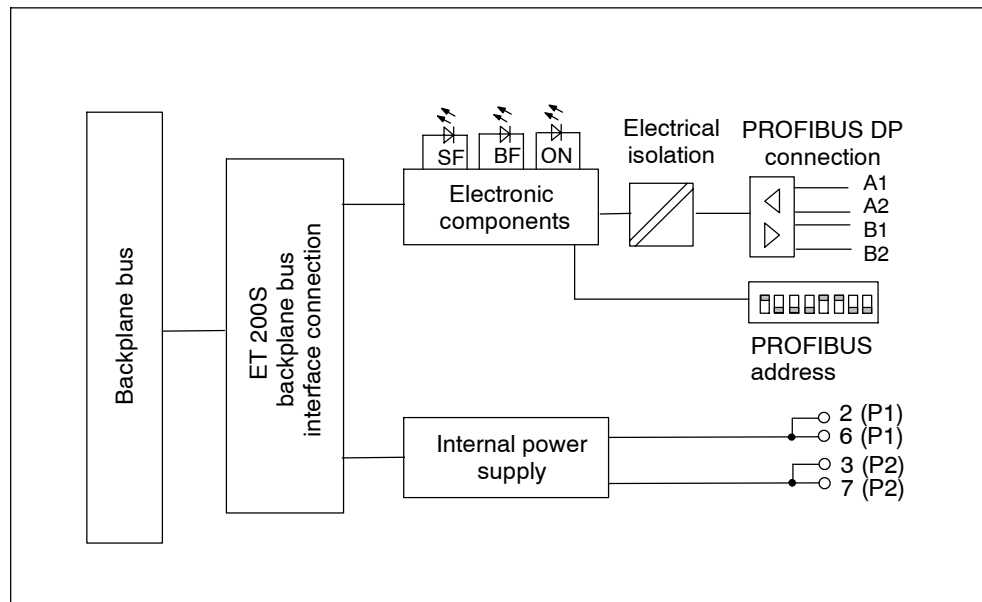 Backplane bus
ET 200S
backplane bus
interface connection
SF
BF
ON
Electronic
components
Electrical
isolation
PROFIBUS DP
connection
A1
A2
B1
B2
PROFIBUS
address
Internal power
supply
2 (P1)
6 (P1)
3 (P2)
7 (P2)